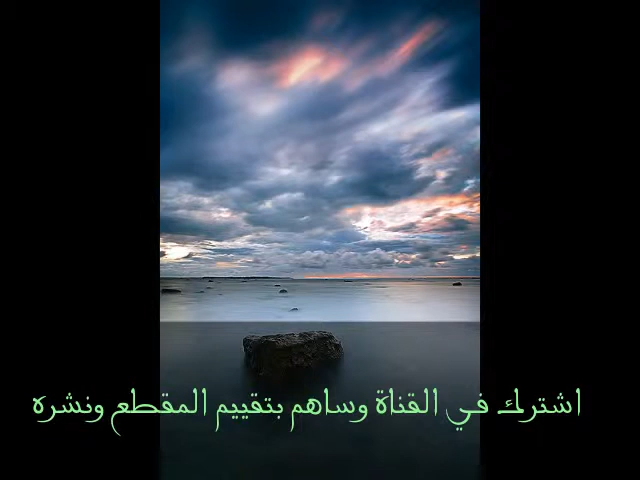 اشترك في القناة وساهم بتقييم المقطع ونشره